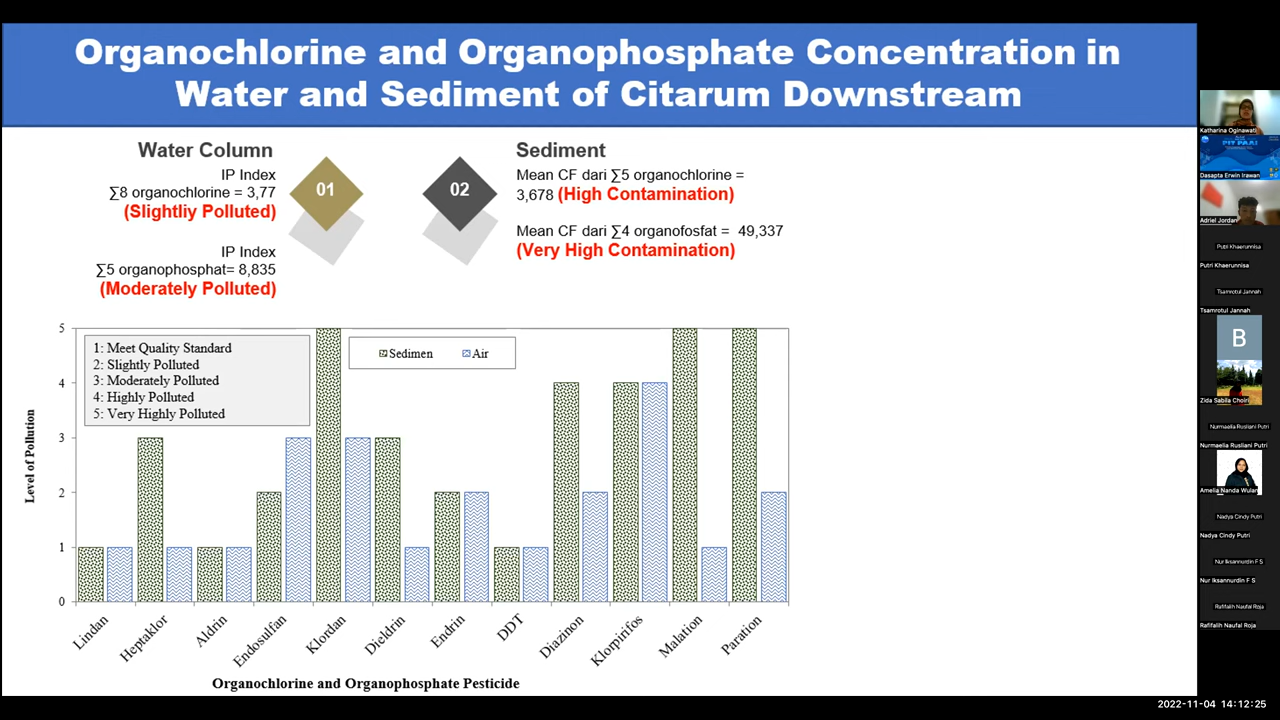 Organochlorine and Organophosphate Concentration in
Water and Sediment of Citarum Downstream
Water Column
IP Index
∑8 organochlorine = 3,77
(Slightliy Polluted)
IP Index
∑5 organophosphat= 8,835
(Moderately Polluted)
01
02
Sediment
Mean CF dari ∑5 organochlorine =
3,678 (High Contamination)
Mean CF dari ∑4 organofosfat = 49,337
(Very High Contamination)
5
4
3
2
1
0
Level of Pollution
1: Meet Quality Standard
2: Slightly Polluted
3: Moderately Polluted
4: Highly Polluted
5: Very Highly Polluted
Sedimen
Air
Lindan
Heptaklor
Aldrin
Endosulfan
Klordan
Dieldrin
Endrin
DDT
Diazinon
Klorpirifos
Malation
Paration
Organochlorine and Organophosphate Pesticide
Katharina Oginawati
PIT PAAI
Dasapta Erwin Irawan
Adriel Jordan
Putri Khaerunnisa
Putri Khaerunnisa
Tsamrotul Jannah
Tsamrotul Jannah
B
Zida Sabila Choiri
Nurmaelia Rusliani Putri
Nurmaelia Rusliani Putri
Amelia Nanda Wulan
Nadya Cindy Putri
Nadya Cindy Putri
Nur Iksannurdin F S
Nur Iksannurdin F S
Rafifalih Naufal Roja
Rafifalih Naufal Roja
2022-11-04 14:12:25